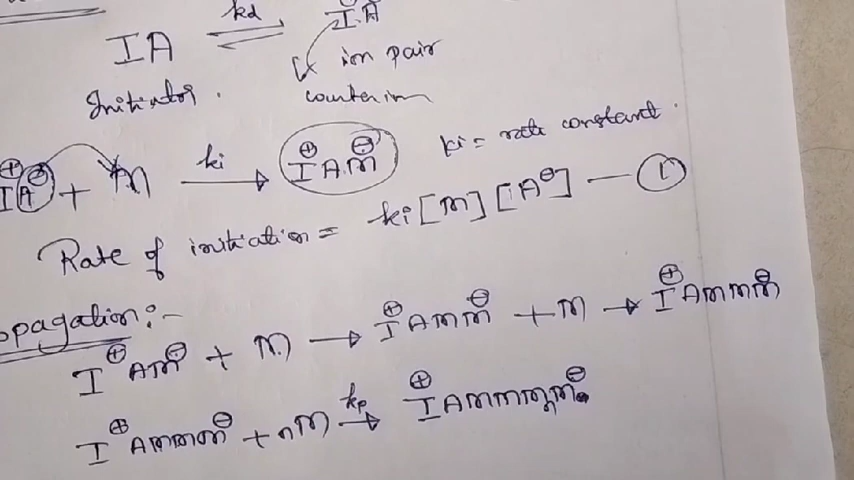 IA ⇌ kd I⊕A⊖
Initiator. ion pair
counterion
I⊕A⊖ + M ki → I⊕AM⊖ ki = rate constant.
Rate of initiation = ki[M][A⊖] — 1
opagation:-
I⊕AM⊖ + M → I⊕AMM⊖ + M → I⊕AMMM⊖
I⊕AMMM⊖ + nM kp → I⊕AMMMnM⊖